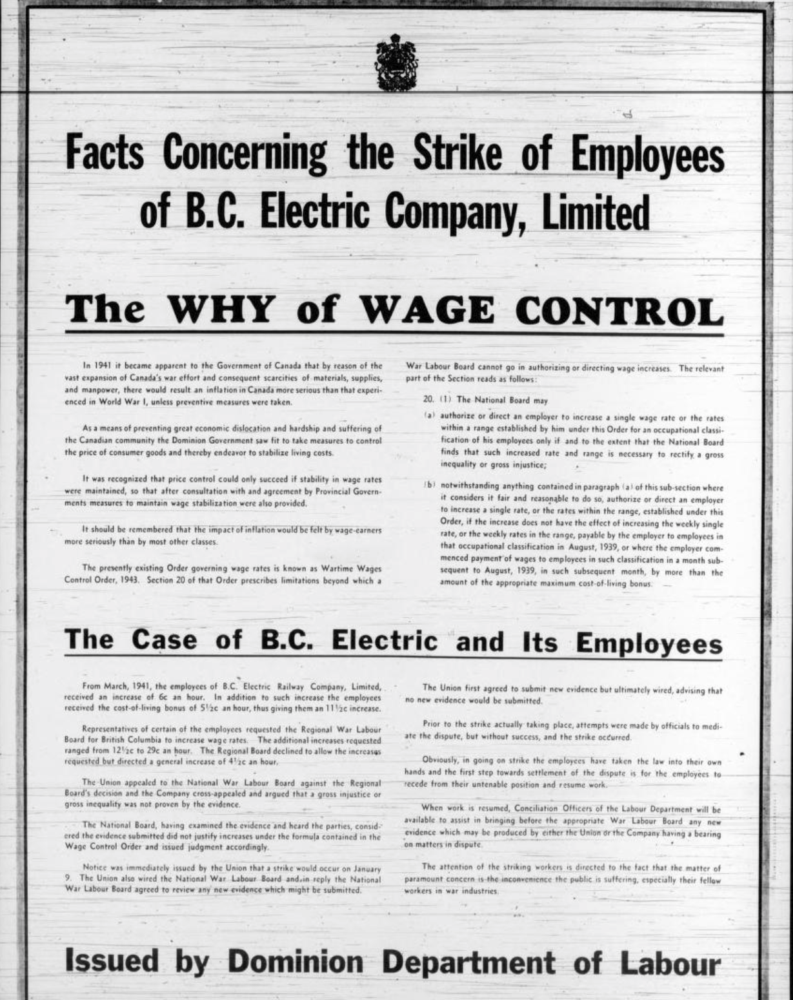 Facts Concerning the Strike of Employees
of B.C. Electric Company, Limited
The WHY of WAGE CONTROL
In 1941 it became apparent to the Government of Canada that by reason of the
vast expansion of Canada's war effort and consequent scarcities of materials, supplies,
and manpower, there would result an inflation in Canada more serious than that experi-
enced in World War I, unless preventive measures were taken.
As a means of preventing great economic dislocation and hardship and suffering of
the Canadian community the Dominion Government saw fit to take measures to control
the price of consumer goods and thereby endeavor to stabilize living costs.
It was recognized that price control could only succeed if stability in wage rates
were maintained, so that after consultation with and agreement by Provincial Govern-
ments measures to maintain wage stabilization were also provided.
It should be remembered that the impact of inflation would be felt by wage-earners
more seriously than by most other classes.
The presently existing Order governing wage rates is known as Wartime Wages
Control Order, 1943. Section 20 of that Order prescribes limitations beyond which a
War Labour Board cannot go in authorizing or directing wage increases. The relevant
part of the Section reads as follows:
20. (1) The National Board may
(a) authorize or direct an employer to increase a single wage rate or the rates
within a range established by him under this Order for an occupational classi-
fication of his employees only if and to the extent that the National Board
finds that such increased rate and range is necessary to rectify a gross
inequality or gross injustice;
(b) notwithstanding anything contained in paragraph (a) of this sub-section where
it considers it fair and reasonable to do so, authorize or direct an employer
to increase a single rate, or the rates within the range, established under this
Order, if the increase does not have the effect of increasing the weekly single
rate, or the weekly rates in the range, payable by the employer to employees in
that occupational classification in August, 1939, or where the employer com-
menced payment of wages to employees in such classification in a month sub-
sequent to August, 1939, in such subsequent month, by more than the
amount of the appropriate maximum cost-of-living bonus.
The Case of B.C. Electric and Its Employees
From March, 1941, the employees of B.C. Electric Railway Company, Limited,
received an increase of 6c an hour. In addition to such increase the employees
received the cost-of-living bonus of 5½c an hour, thus giving them an 11½c increase.
Representatives of certain of the employees requested the Regional War Labour
Board for British Columbia to increase wage rates. The additional increases requested
ranged from 12½c to 29c an hour. The Regional Board declined to allow the increases
requested but directed a general increase of 4½c an hour.
The Union appealed to the National War Labour Board against the Regional
Board's decision and the Company cross-appealed and argued that a gross injustice or
gross inequality was not proven by the evidence.
The National Board, having examined the evidence and heard the parties, consid-
ered the evidence submitted did not justify increases under the formula contained in the
Wage Control Order and issued judgment accordingly.
Notice was immediately issued by the Union that a strike would occur on January
9. The Union also wired the National War Labour Board and in reply the National
War Labour Board agreed to review any new evidence which might be submitted.
The Union first agreed to submit new evidence but ultimately wired, advising that
no new evidence would be submitted.
Prior to the strike actually taking place, attempts were made by officials to medi-
ate the dispute, but without success, and the strike occurred.
Obviously, in going on strike the employees have taken the law into their own
hands and the first step towards settlement of the dispute is for the employees to
recede from their untenable position and resume work.
When work is resumed, Conciliation Officers of the Labour Department will be
available to assist in bringing before the appropriate War Labour Board any new
evidence which may be produced by either the Union or the Company having a bearing
on matters in dispute.
The attention of the striking workers is directed to the fact that the matter of
paramount concern is the inconvenience the public is suffering, especially their fellow
workers in war industries.
Issued by Dominion Department of Labour